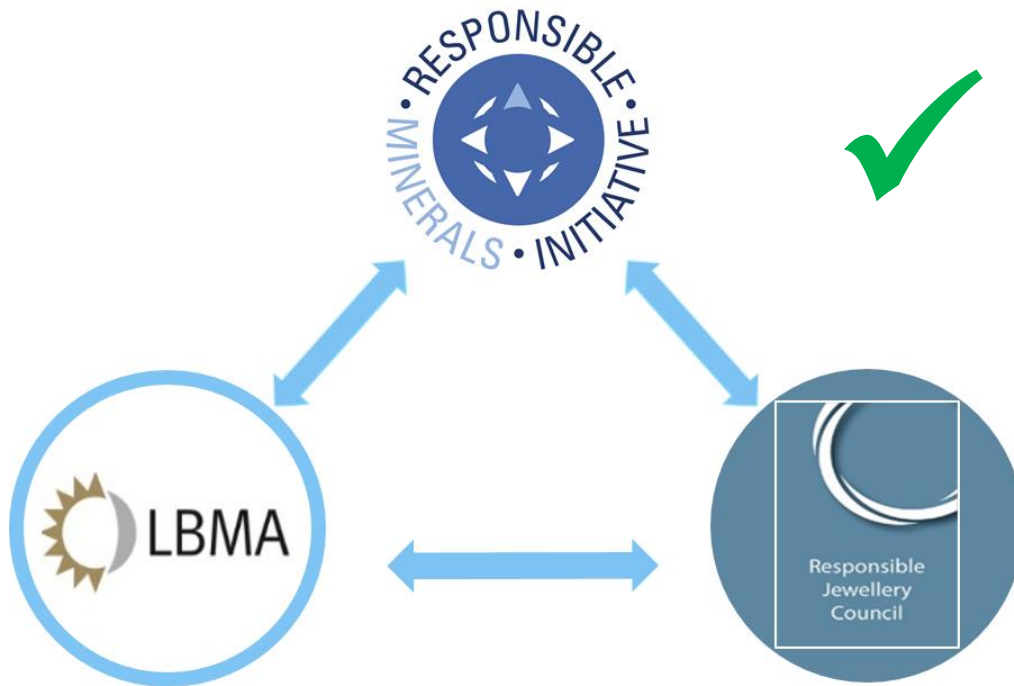 • RESPONSIBLE •
MINERALS • INITIATIVE
LBMA
Responsible
Jewellery
Council